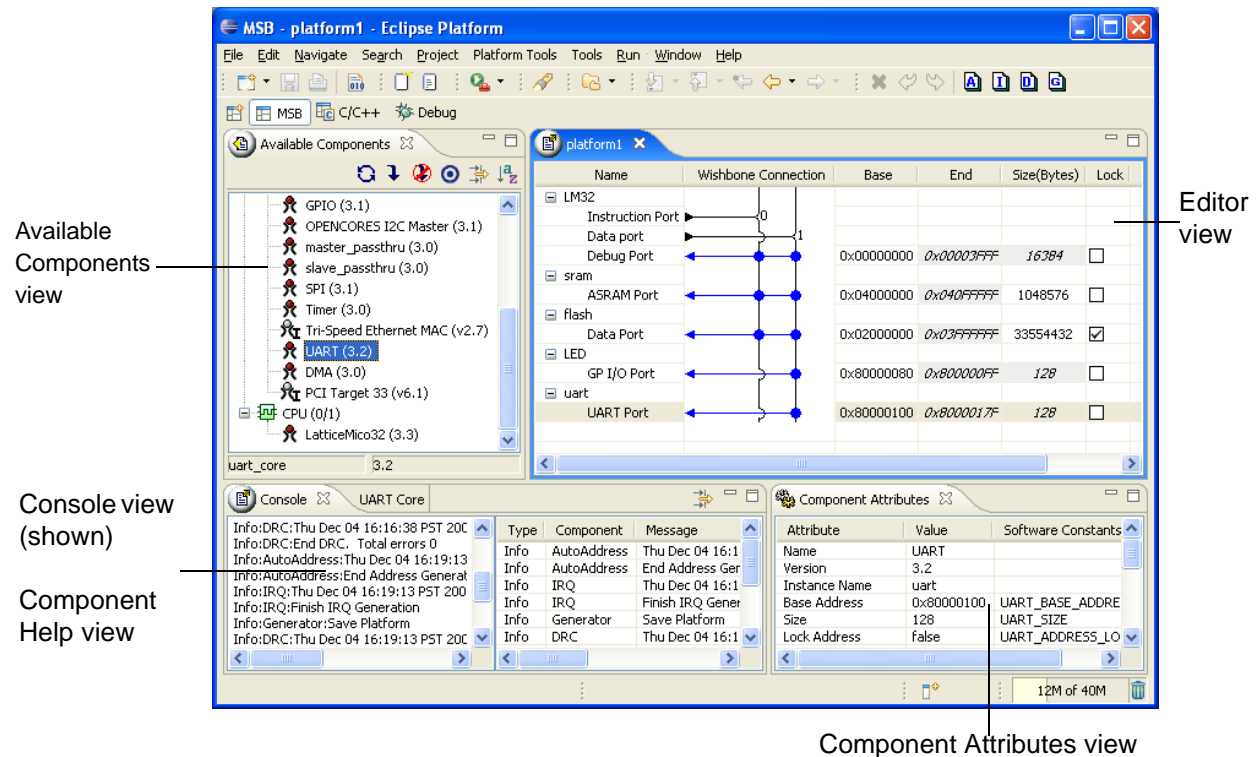 MSB - platform1 - Eclipse Platform
File Edit Navigate Search Project Platform Tools Tools Run Window Help
010
A I D G
MSB C/C++ Debug
Available Components
GPIO (3.1)
OPENCORES I2C Master (3.1)
master_passthru (3.0)
slave_passthru (3.0)
SPI (3.1)
Timer (3.0)
Tri-Speed Ethernet MAC (v2.7)
UART (3.2)
DMA (3.0)
PCI Target 33 (v6.1)
CPU (0/1)
LatticeMico32 (3.3)
uart_core 3.2
platform1
Name Wishbone Connection Base End Size(Bytes) Lock
LM32
Instruction Port 0
Data port 1
Debug Port 0x00000000 0x00003FFF 16384
sram
ASRAM Port 0x04000000 0x040FFFFF 1048576
flash
Data Port 0x02000000 0x03FFFFFF 33554432
LED
GP I/O Port 0x80000080 0x800000FF 128
uart
UART Port 0x80000100 0x8000017F 128
Console UART Core
Info:DRC:Thu Dec 04 16:16:38 PST 200
Info:DRC:End DRC. Total errors 0
Info:AutoAddress:Thu Dec 04 16:19:13
Info:AutoAddress:End Address Generat
Info:IRQ:Thu Dec 04 16:19:13 PST 200
Info:IRQ:Finish IRQ Generation
Info:Generator:Save Platform
Info:DRC:Thu Dec 04 16:19:13 PST 200
Type Component Message
Info AutoAddress Thu Dec 04 16:1
Info AutoAddress End Address Ger
Info IRQ Thu Dec 04 16:1
Info IRQ Finish IRQ Gener
Info Generator Save Platform
Info DRC Thu Dec 04 16:1
Component Attributes
Attribute Value Software Constants
Name UART
Version 3.2
Instance Name uart
Base Address 0x80000100 UART_BASE_ADDRE
Size 128 UART_SIZE
Lock Address false UART_ADDRESS_LO
12M of 40M
Available
Components
view
Editor
view
Console view
(shown)
Component
Help view
Component Attributes view